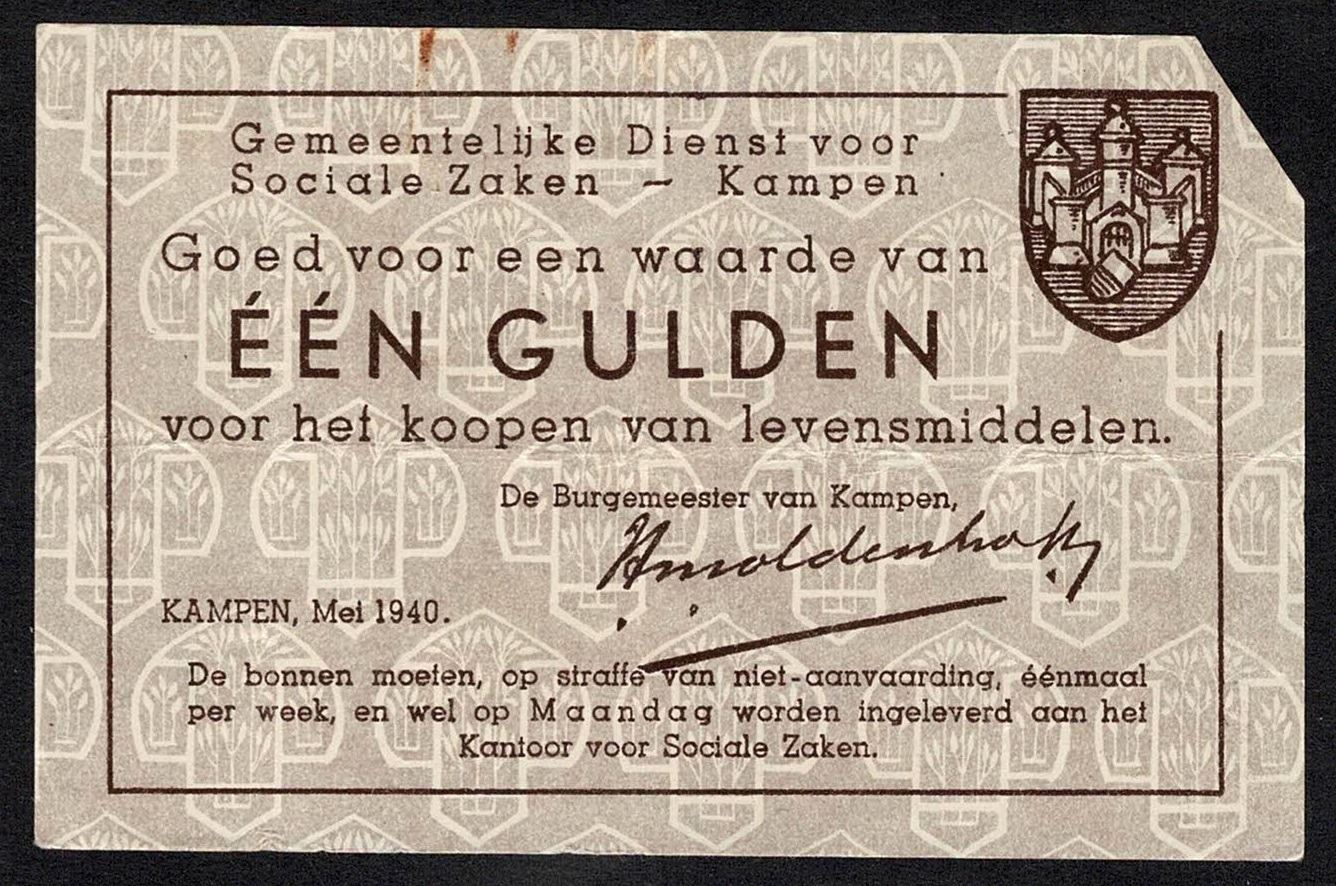 Gemeentelijke Dienst voor
Sociale Zaken – Kampen
Goed voor een waarde van
ÉÉN GULDEN
voor het koopen van levensmiddelen.
De Burgemeester van Kampen,
KAMPEN, Mei 1940.
De bonnen moeten, op straffe van niet-aanvaarding, éénmaal
per week, en wel op Maandag worden ingeleverd aan het
Kantoor voor Sociale Zaken.